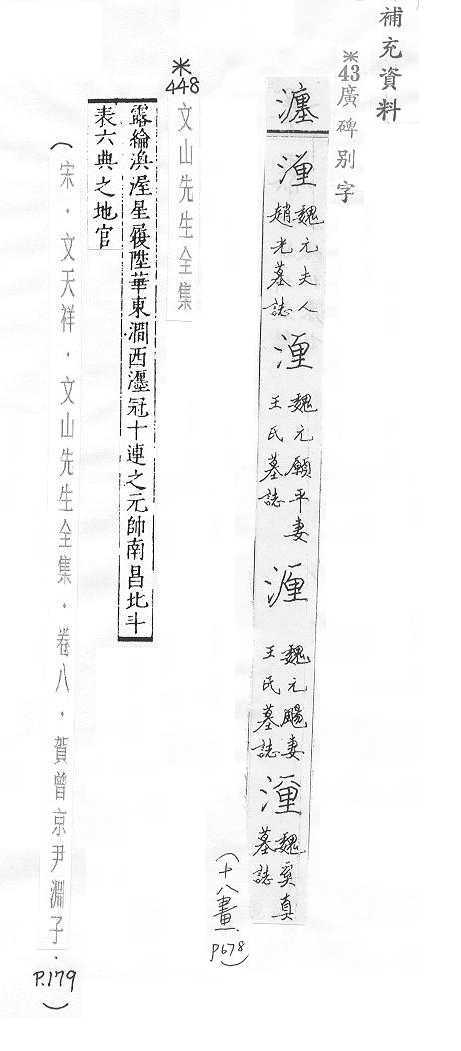 補充資料
*43廣碑别字
瀍
魏元夫人
趙光墓誌
魏元願平妻
王氏墓誌
魏元颺妻
王氏墓誌
魏奚真
墓誌
（十八畫 P678）
*448
文山先生全集
露綸渙渥星履陞華東澗西瀍冠十連之元帥南昌北斗
表六典之地官
（宋．文天祥．文山先生全集．卷八．賀曾京尹淵子．P.179）